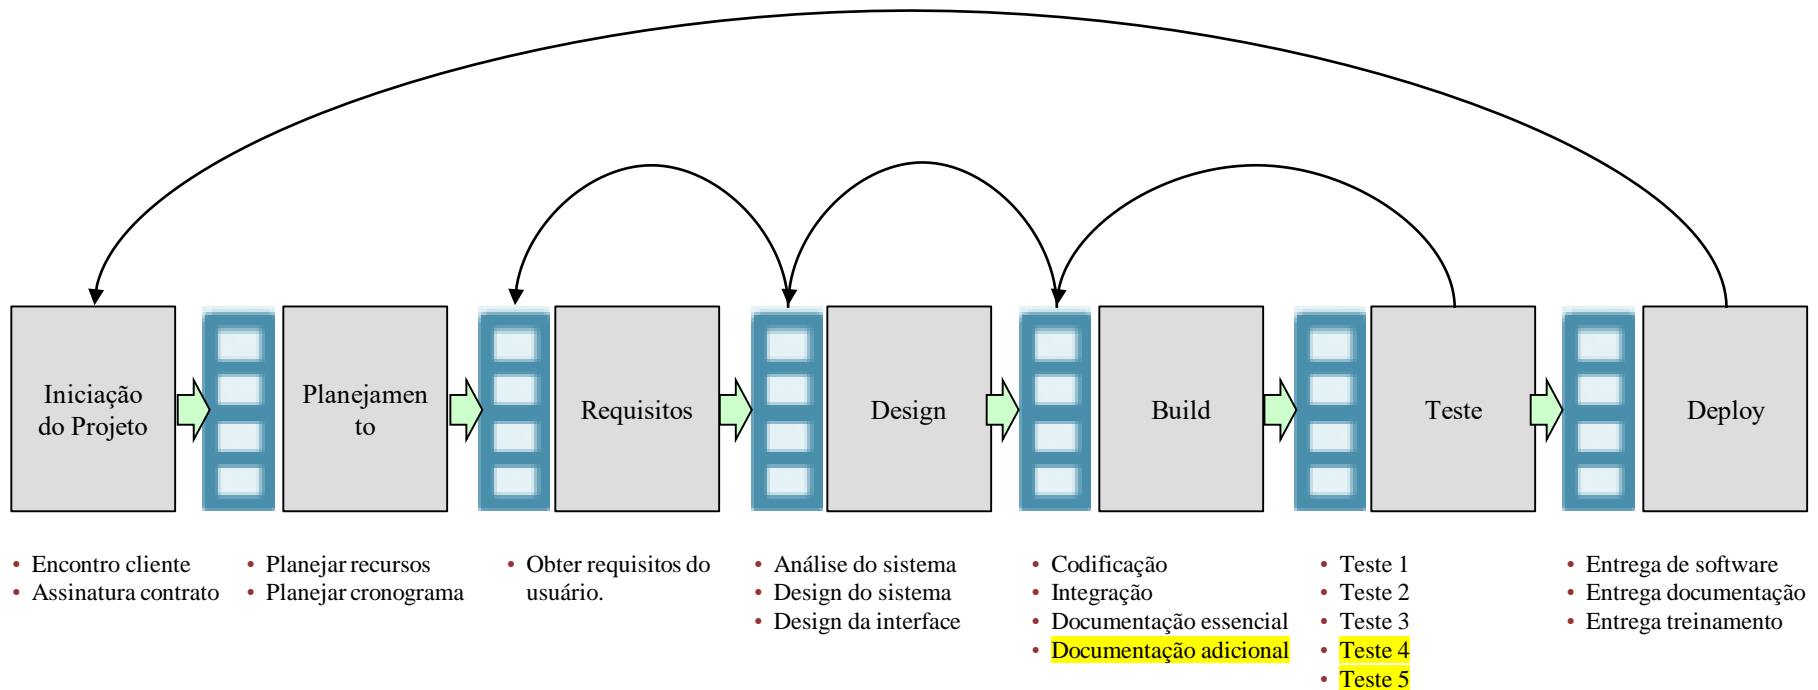 Iniciação
do Projeto
Planejamen
to
Requisitos
Design
Build
Teste
Deploy
• Encontro cliente
• Assinatura contrato
• Planejar recursos
• Planejar cronograma
• Obter requisitos do
usuário.
• Análise do sistema
• Design do sistema
• Design da interface
• Codificação
• Integração
• Documentação essencial
• Documentação adicional
• Teste 1
• Teste 2
• Teste 3
• Teste 4
• Teste 5
• Entrega de software
• Entrega documentação
• Entrega treinamento